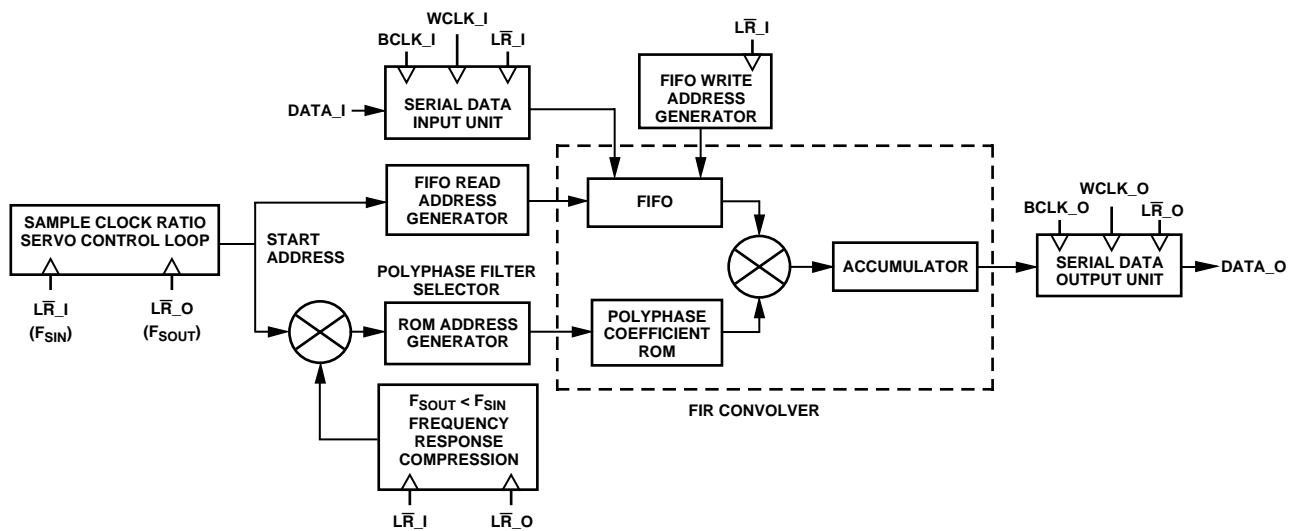 WCLK_I
BCLK_I
LR̅_I
DATA_I
SERIAL DATA
INPUT UNIT
LR̅_I
FIFO WRITE
ADDRESS
GENERATOR
FIFO READ
ADDRESS
GENERATOR
FIFO
SAMPLE CLOCK RATIO
SERVO CONTROL LOOP
LR̅_I
(FSIN)
LR̅_O
(FSOUT)
START
ADDRESS
POLYPHASE FILTER
SELECTOR
ROM ADDRESS
GENERATOR
POLYPHASE
COEFFICIENT
ROM
ACCUMULATOR
WCLK_O
BCLK_O
LR̅_O
SERIAL DATA
OUTPUT UNIT
DATA_O
FSOUT < FSIN
FREQUENCY
RESPONSE
COMPRESSION
LR̅_I
LR̅_O
FIR CONVOLVER